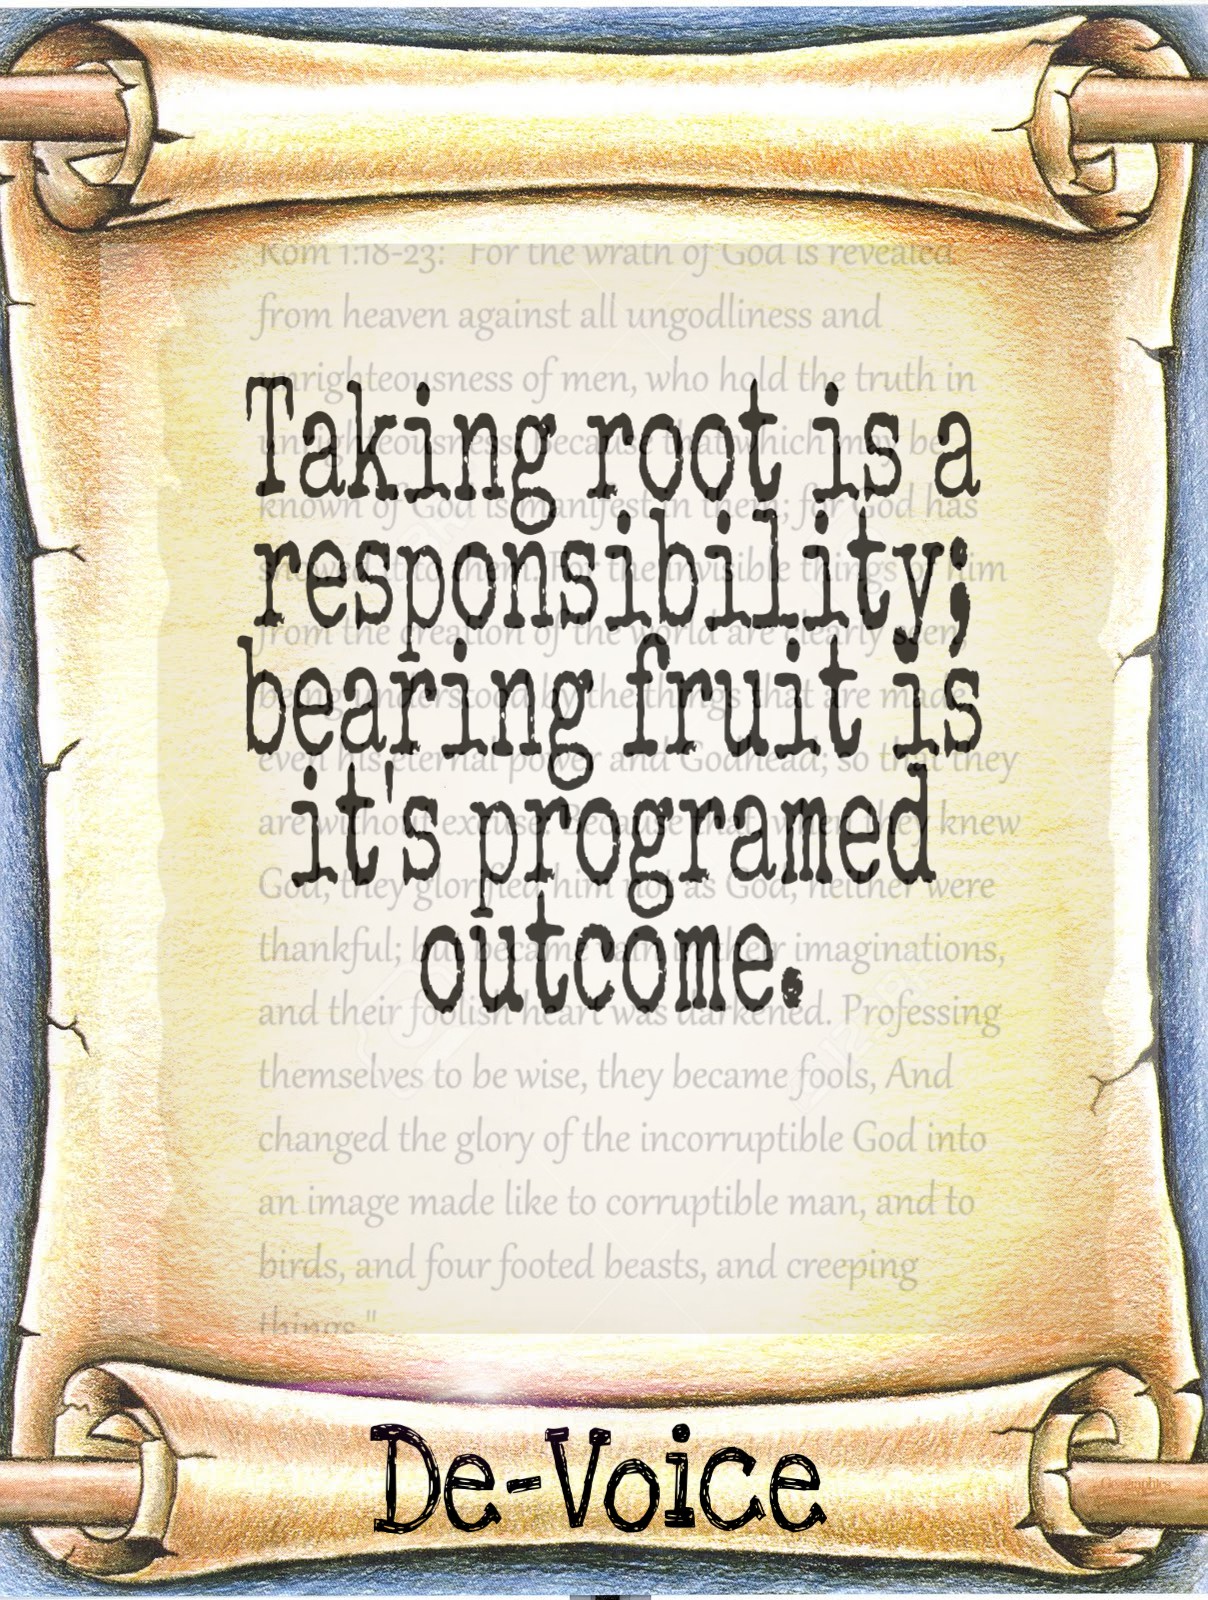 Taking root is a
responsibility;
bearing fruit is
it's programed
outcome.
Rom 1:18-23: "For the wrath of God is revealed
from heaven against all ungodliness and
unrighteousness of men, who hold the truth in
unrighteousness; Because that which may be
known of God is manifest in them; for God has
it to them. For the invisible things of him
from the creation of the world are clearly seen,
being understood by the things that are made,
even his eternal power and Godhead; so that they
are without excuse: Because that, when they knew
God, they glorified him not as God, neither were
thankful; but became vain in their imaginations,
and their foolish heart was darkened. Professing
themselves to be wise, they became fools, And
changed the glory of the incorruptible God into
an image made like to corruptible man, and to
birds, and four footed beasts, and creeping
things."
De-Voice